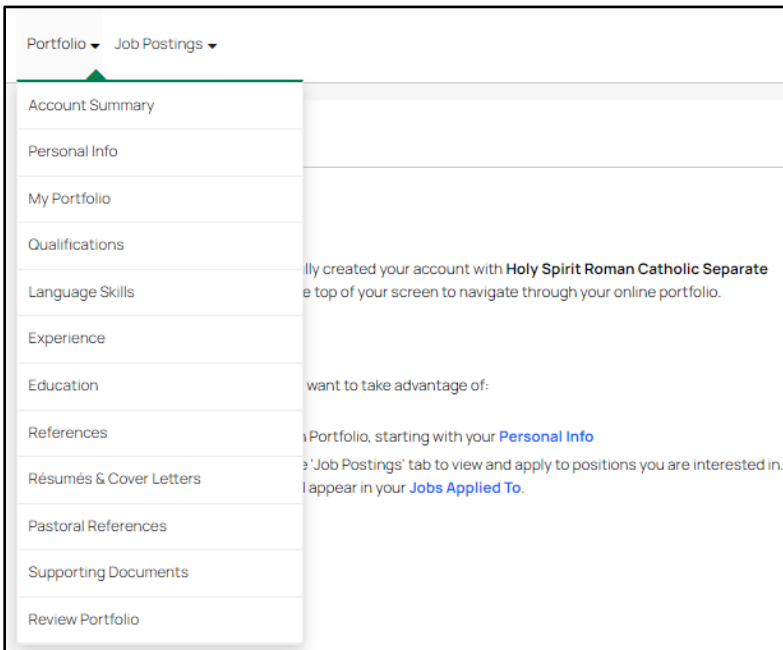 Portfolio Job Postings
Account Summary
Personal Info
My Portfolio
Qualifications
Language Skills
Experience
Education
References
Résumés & Cover Letters
Pastoral References
Supporting Documents
Review Portfolio
created your account with Holy Spirit Roman Catholic Separate
top of your screen to navigate through your online portfolio.
want to take advantage of:
Portfolio, starting with your Personal Info
'Job Postings' tab to view and apply to positions you are interested in.
appear in your Jobs Applied To.